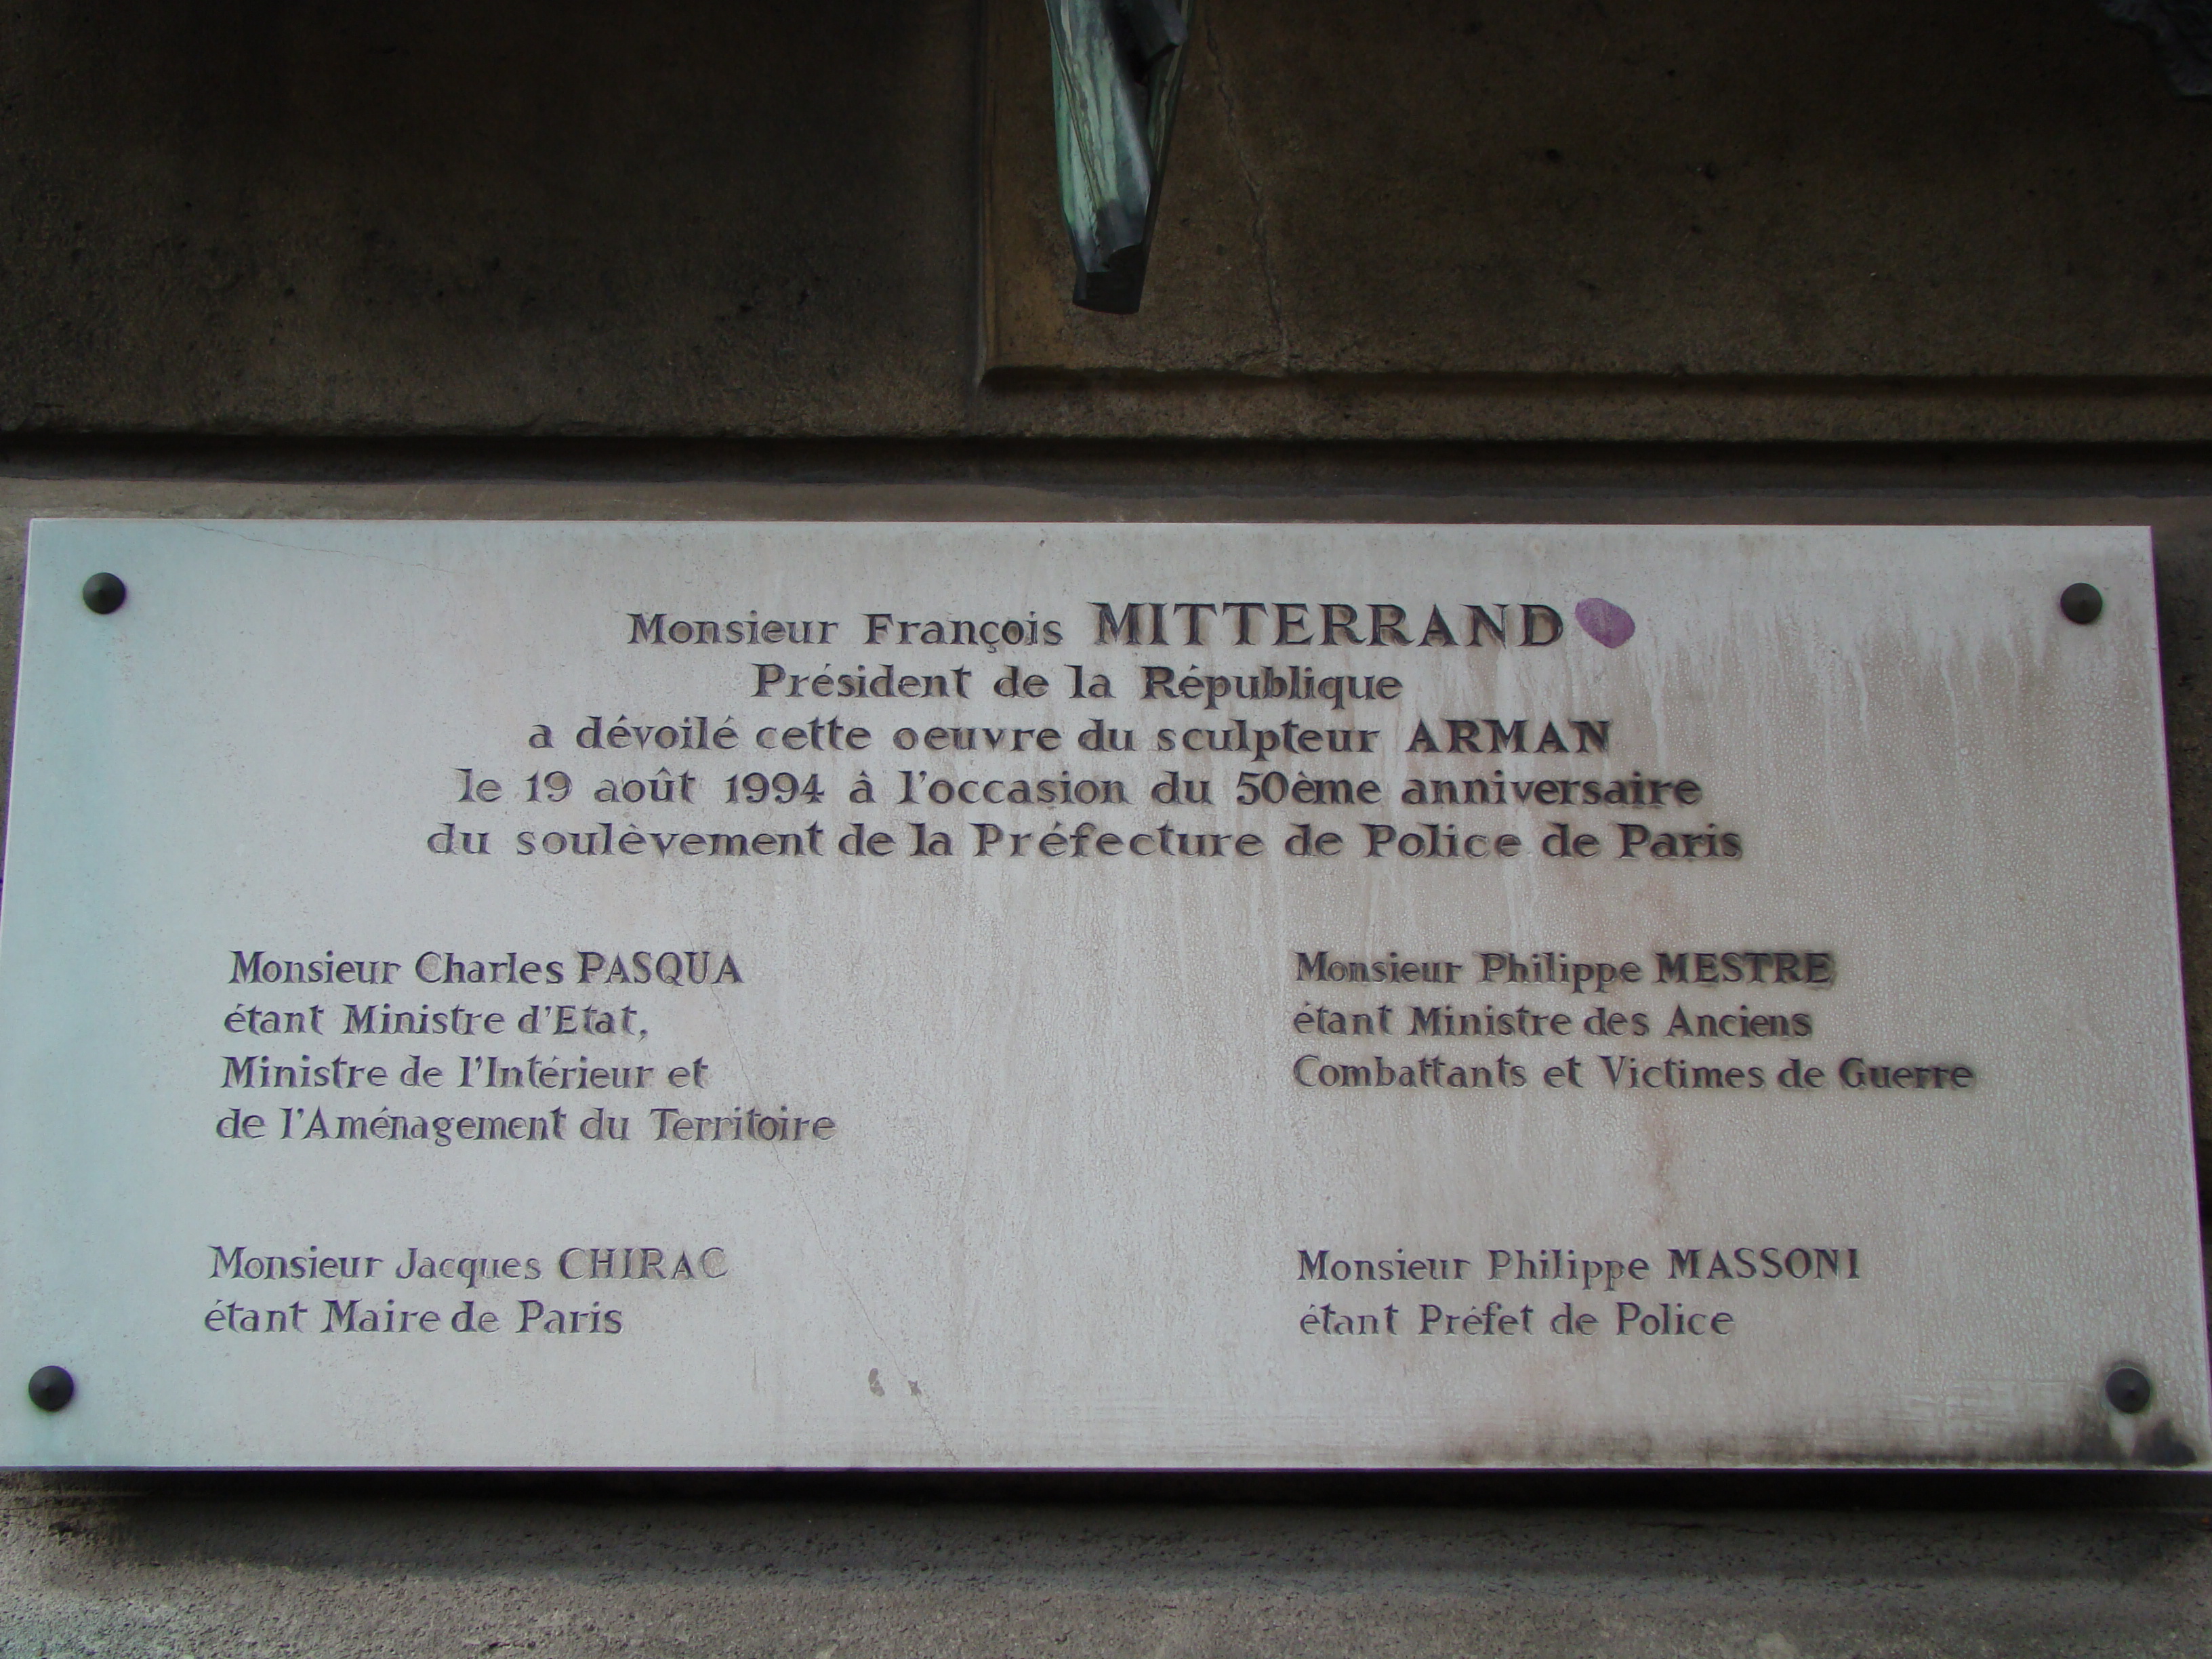 Monsieur François MITTERRAND
Président de la République
a dévoilé cette oeuvre du sculpteur ARMAN
le 19 août 1994 à l'occasion du 50ème anniversaire
du soulèvement de la Préfecture de Police de Paris
Monsieur Charles PASQUA
étant Ministre d'Etat,
Ministre de l'Intérieur et
de l'Aménagement du Territoire
Monsieur Philippe MESTRE
étant Ministre des Anciens
Combattants et Victimes de Guerre
Monsieur Jacques CHIRAC
étant Maire de Paris
Monsieur Philippe MASSONI
étant Préfet de Police